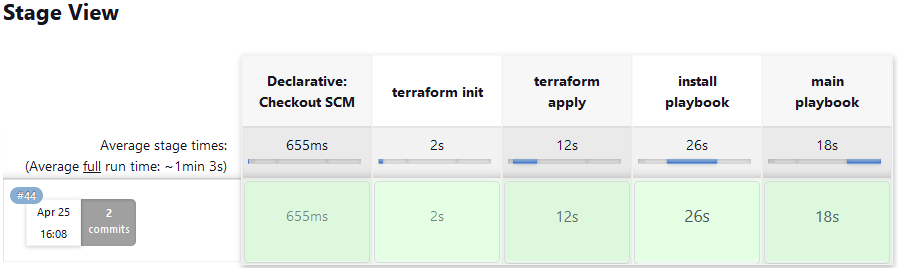 Stage View
Declarative: Checkout SCM
terraform init
terraform apply
install playbook
main playbook
Average stage times:
(Average full run time: ~1min 3s)
655ms
2s
12s
26s
18s
#44
Apr 25
16:08
2
commits
655ms
2s
12s
26s
18s